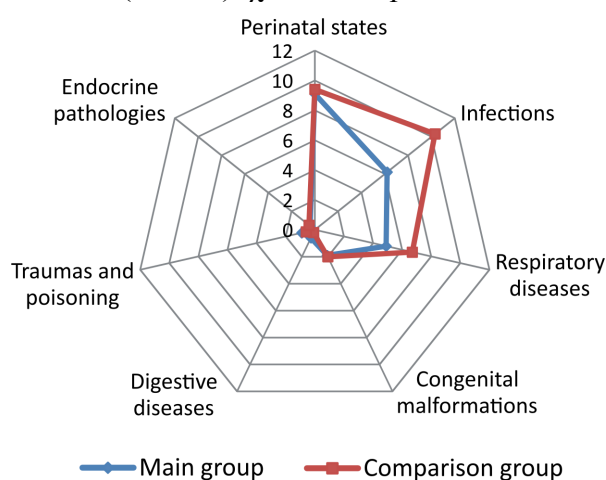 Perinatal states
12
10
8
6
4
2
0
Endocrine
pathologies
Infections
Traumas and
poisoning
Respiratory
diseases
Digestive
diseases
Congenital
malformations
Main group
Comparison group